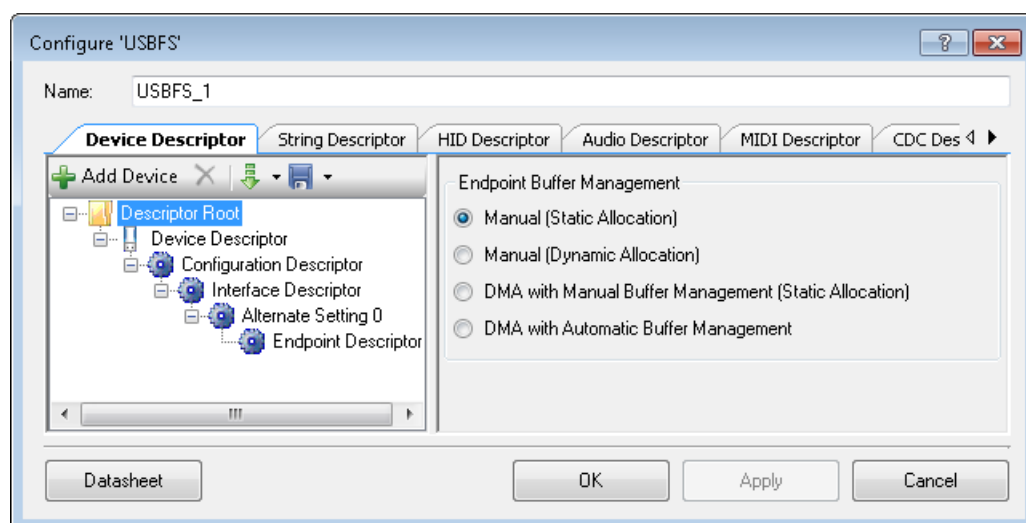 Configure 'USBFS'
Name: USBFS_1
Device Descriptor String Descriptor HID Descriptor Audio Descriptor MIDI Descriptor CDC Des
Add Device
Descriptor Root
Device Descriptor
Configuration Descriptor
Interface Descriptor
Alternate Setting 0
Endpoint Descriptor
Endpoint Buffer Management
Manual (Static Allocation)
Manual (Dynamic Allocation)
DMA with Manual Buffer Management (Static Allocation)
DMA with Automatic Buffer Management
Datasheet OK Apply Cancel